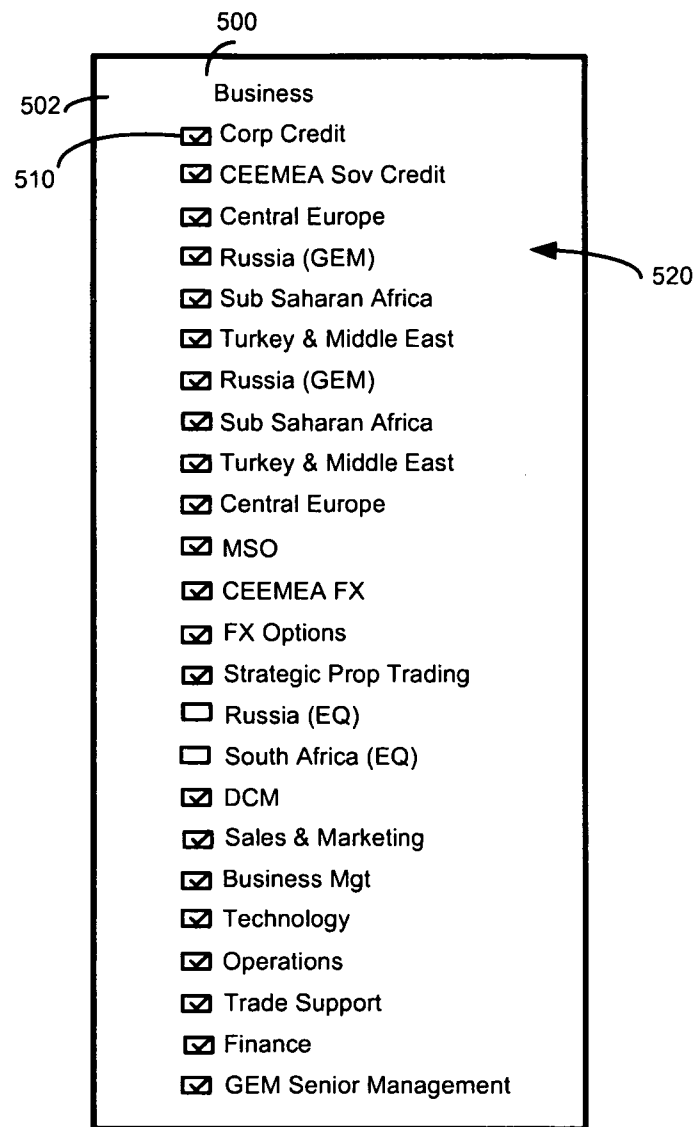 500
502
Business
510
Corp Credit
CEEMEA Sov Credit
Central Europe
Russia (GEM)
520
Sub Saharan Africa
Turkey & Middle East
Russia (GEM)
Sub Saharan Africa
Turkey & Middle East
Central Europe
MSO
CEEMEA FX
FX Options
Strategic Prop Trading
Russia (EQ)
South Africa (EQ)
DCM
Sales & Marketing
Business Mgt
Technology
Operations
Trade Support
Finance
GEM Senior Management